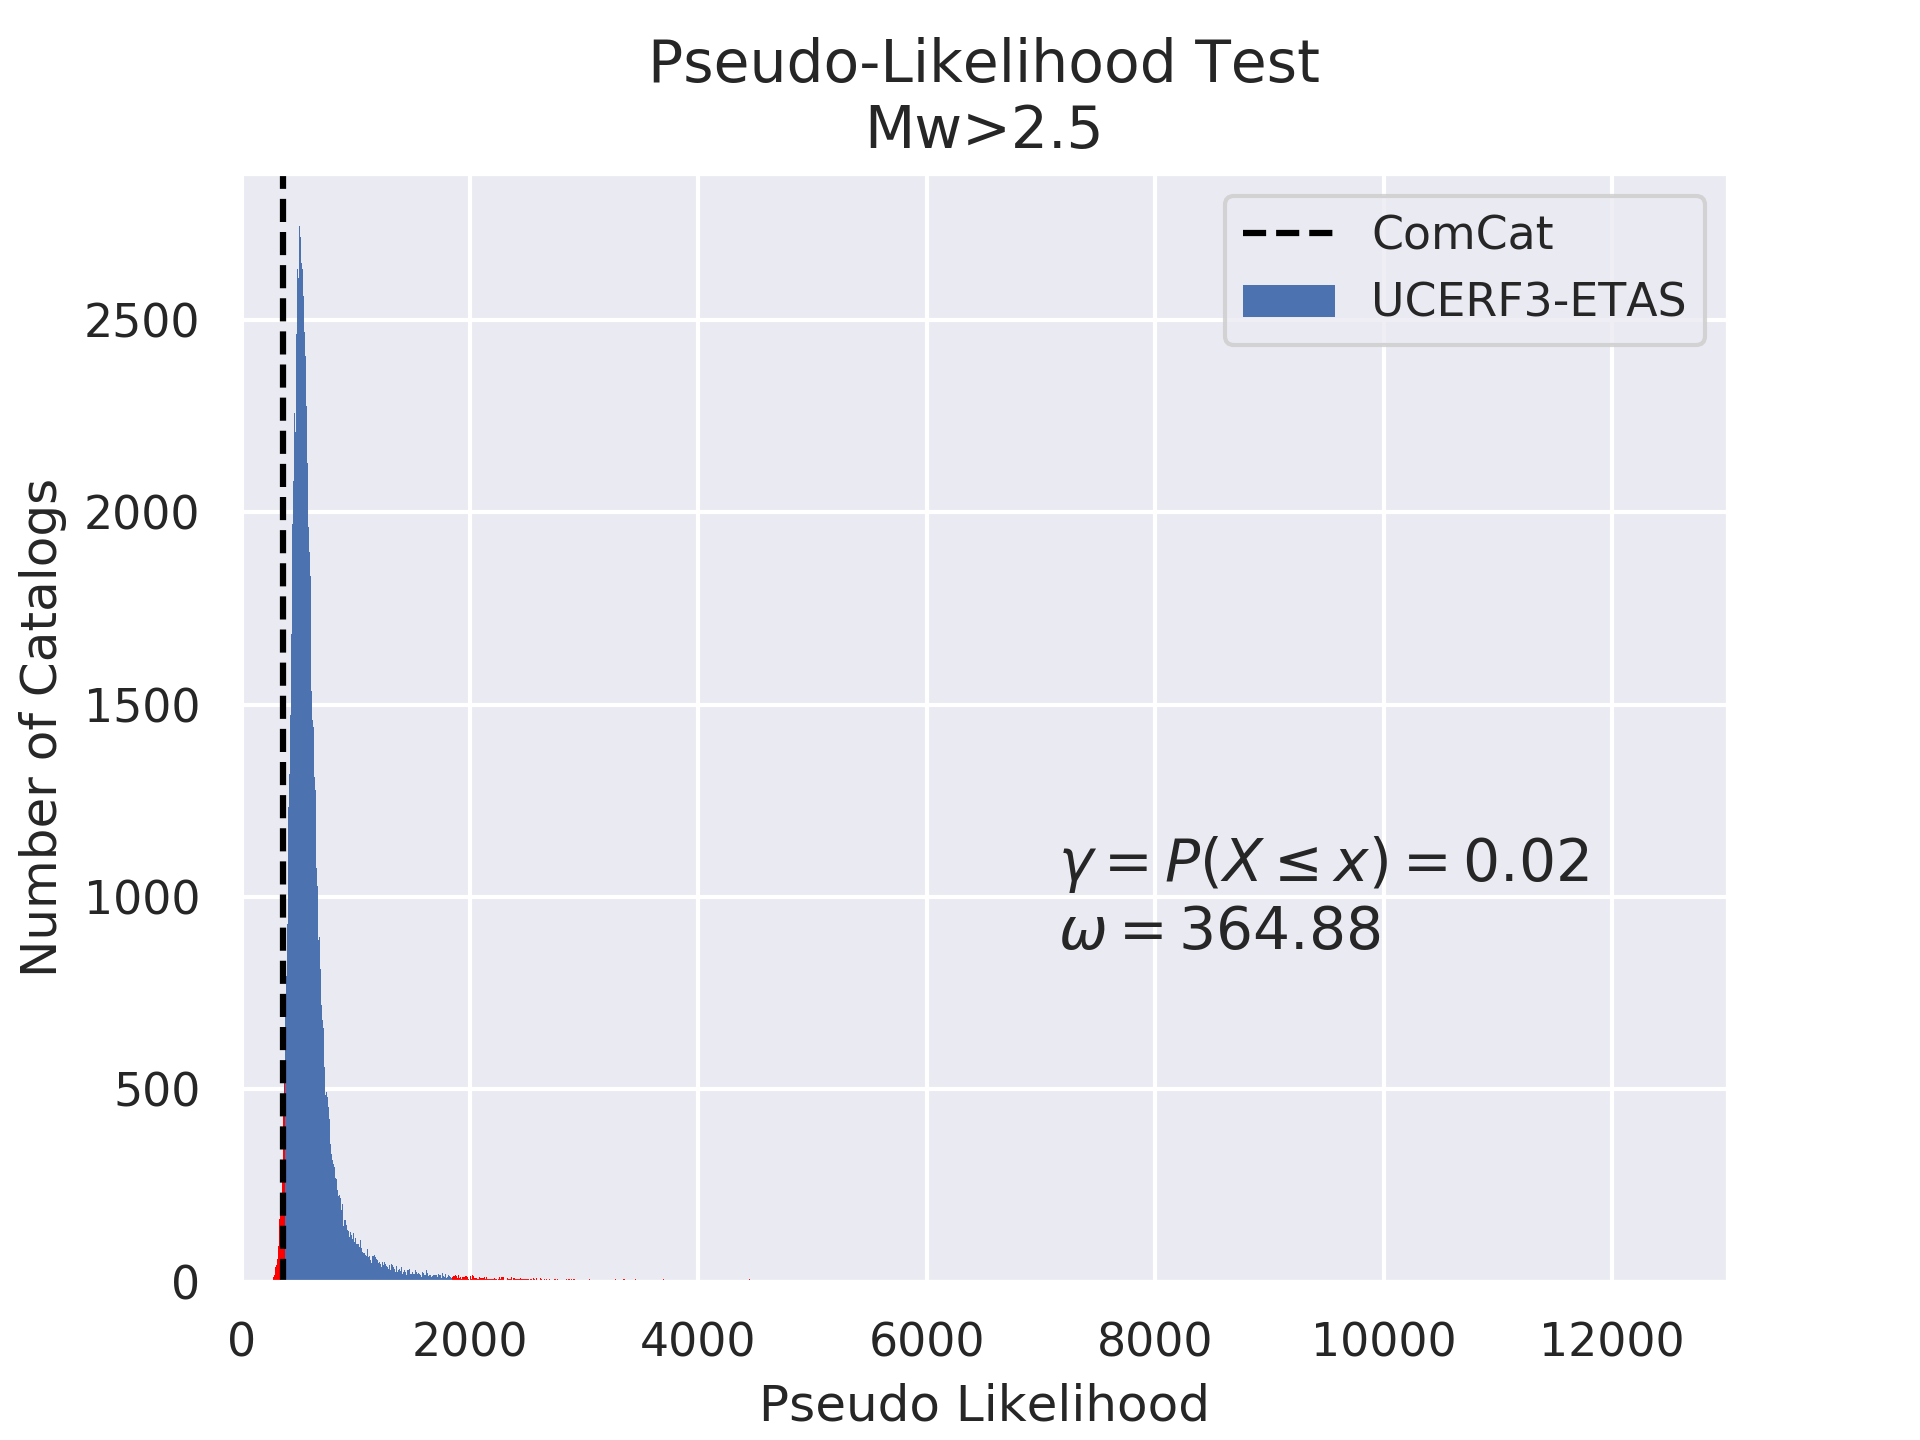 Pseudo-Likelihood Test
Mw>2.5
ComCat
UCERF3-ETAS
Number of Catalogs
2500
2000
1500
1000
500
0
γ = P(X ≤ x) = 0.02
ω = 364.88
0 2000 4000 6000 8000 10000 12000
Pseudo Likelihood